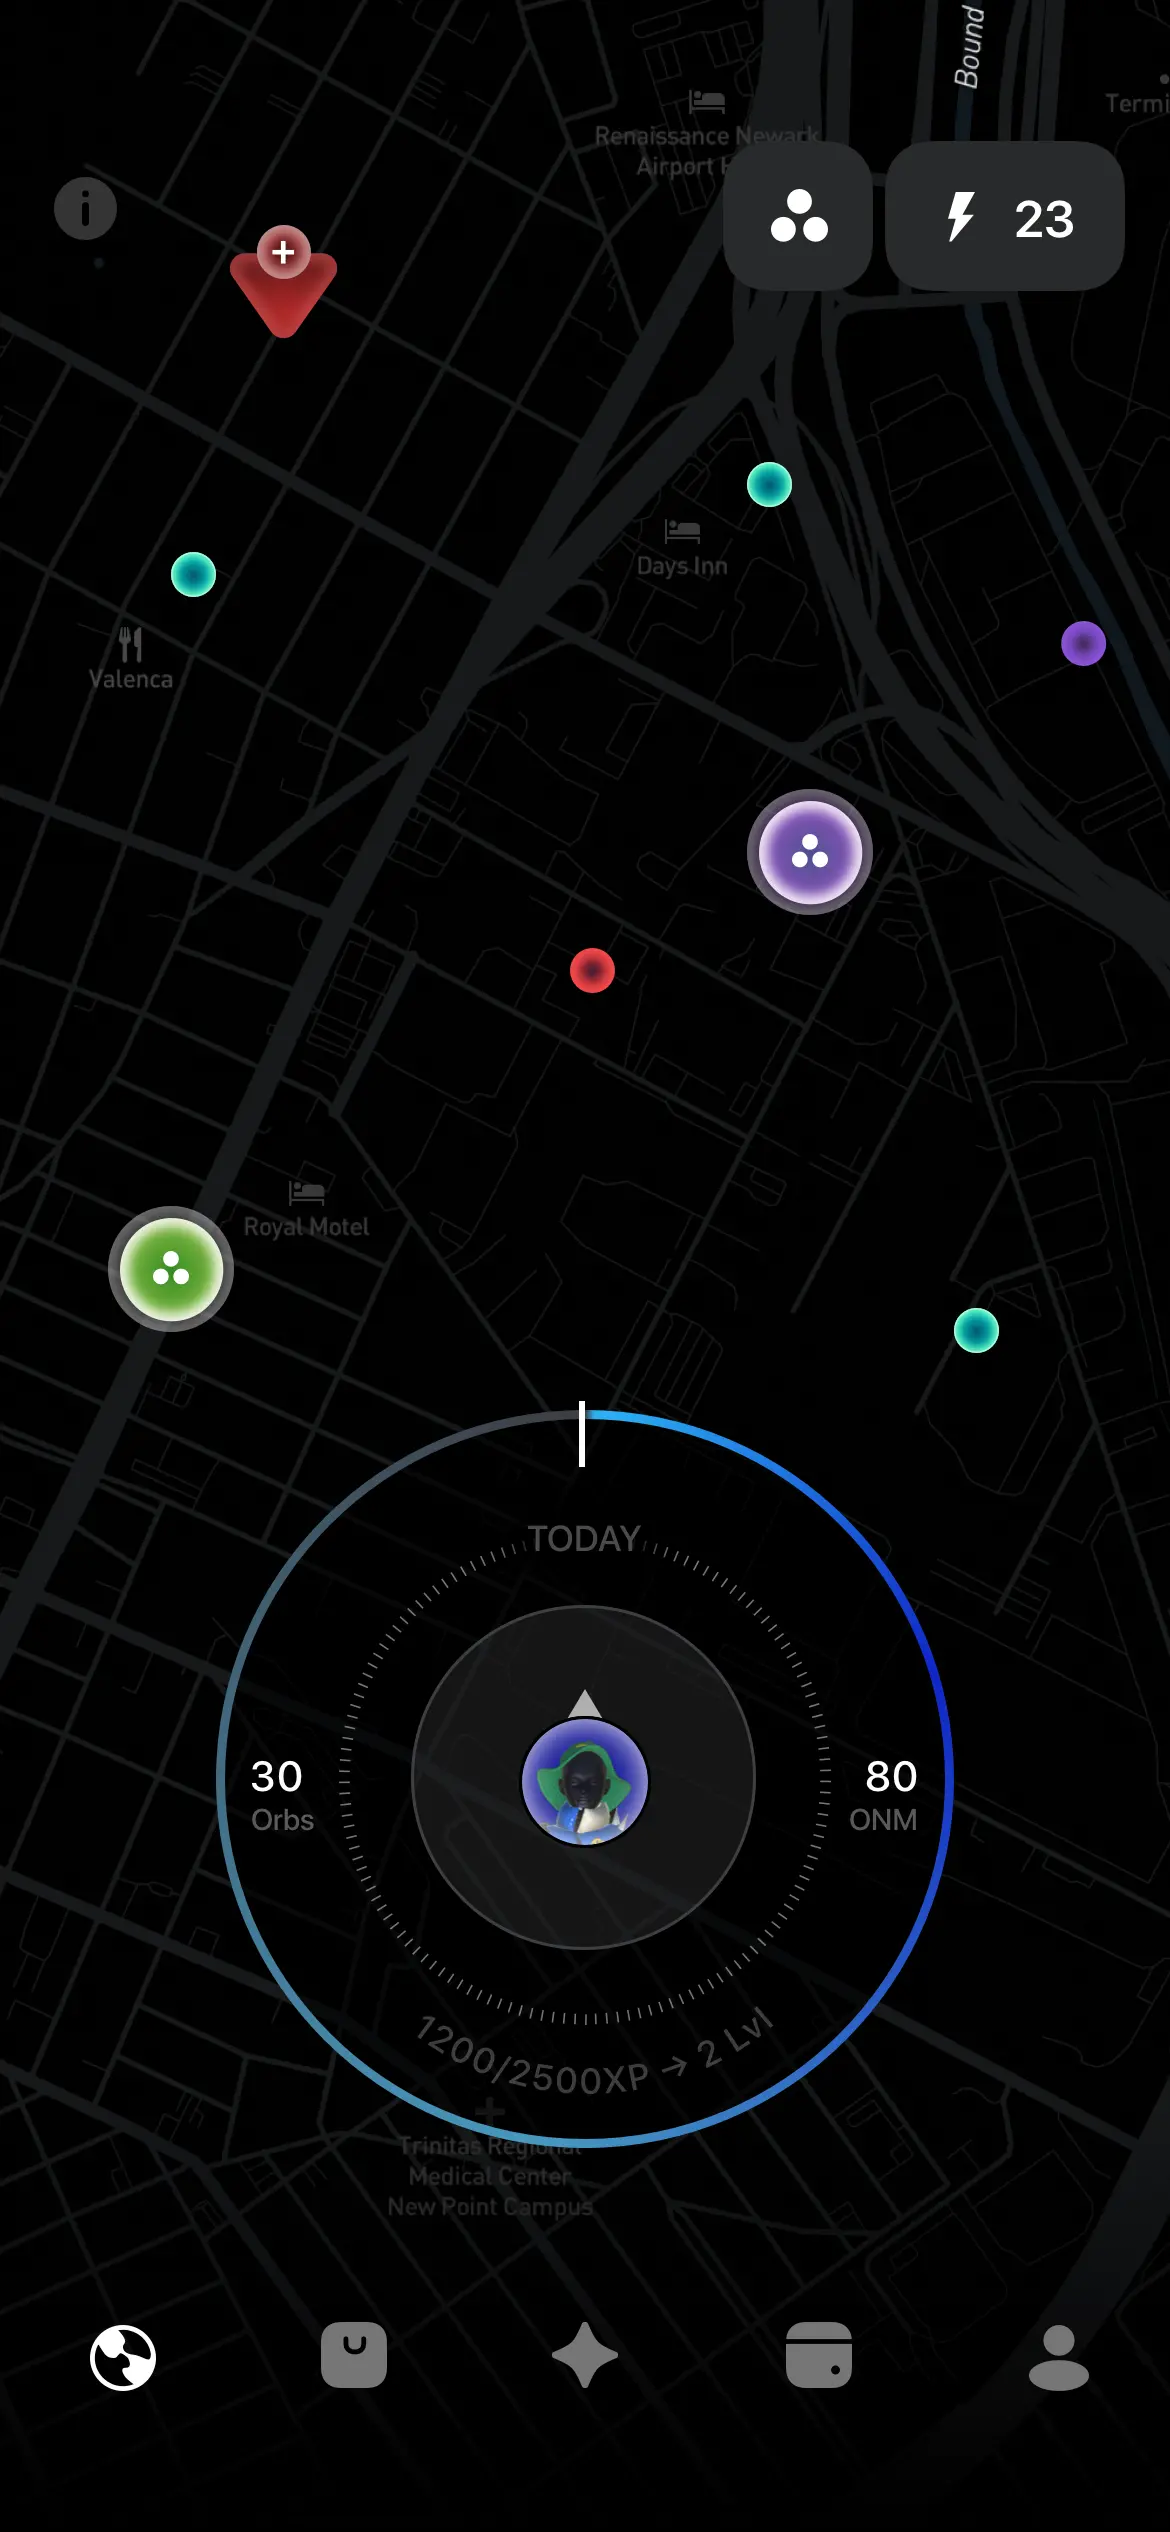 Bound
Renaissance Newark
Airport
Termi
23
Days Inn
Valenca
Royal Motel
TODAY
30
Orbs
80
ONM
1200/2500XP → 2 Lvl
Trinitas Regional
Medical Center
New Point Campus